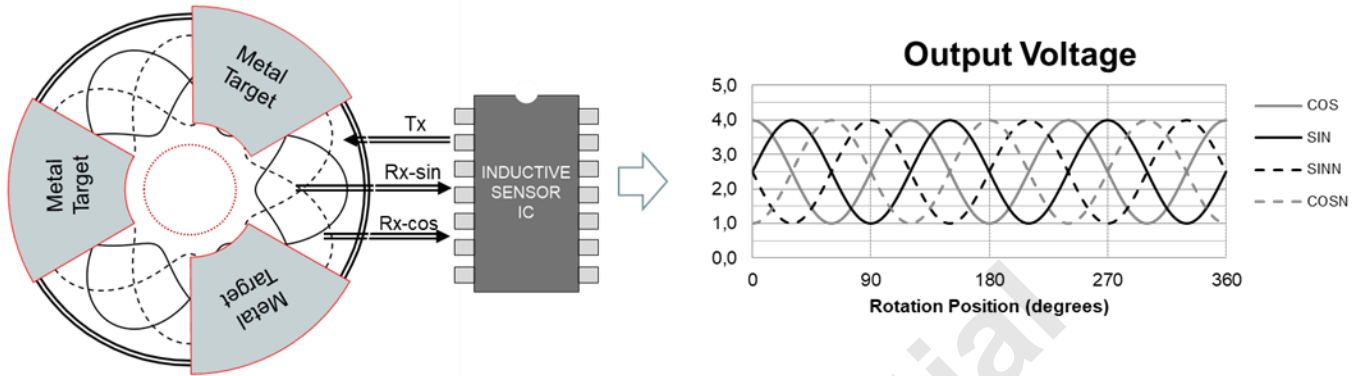 Metal
Target
Metal
Target
Metal
Target
Tx
Rx-sin
Rx-cos
INDUCTIVE
SENSOR
IC
Output Voltage
5,0
4,0
3,0
2,0
1,0
0,0
0 90 180 270 360
Rotation Position (degrees)
COS
SIN
SINN
COSN